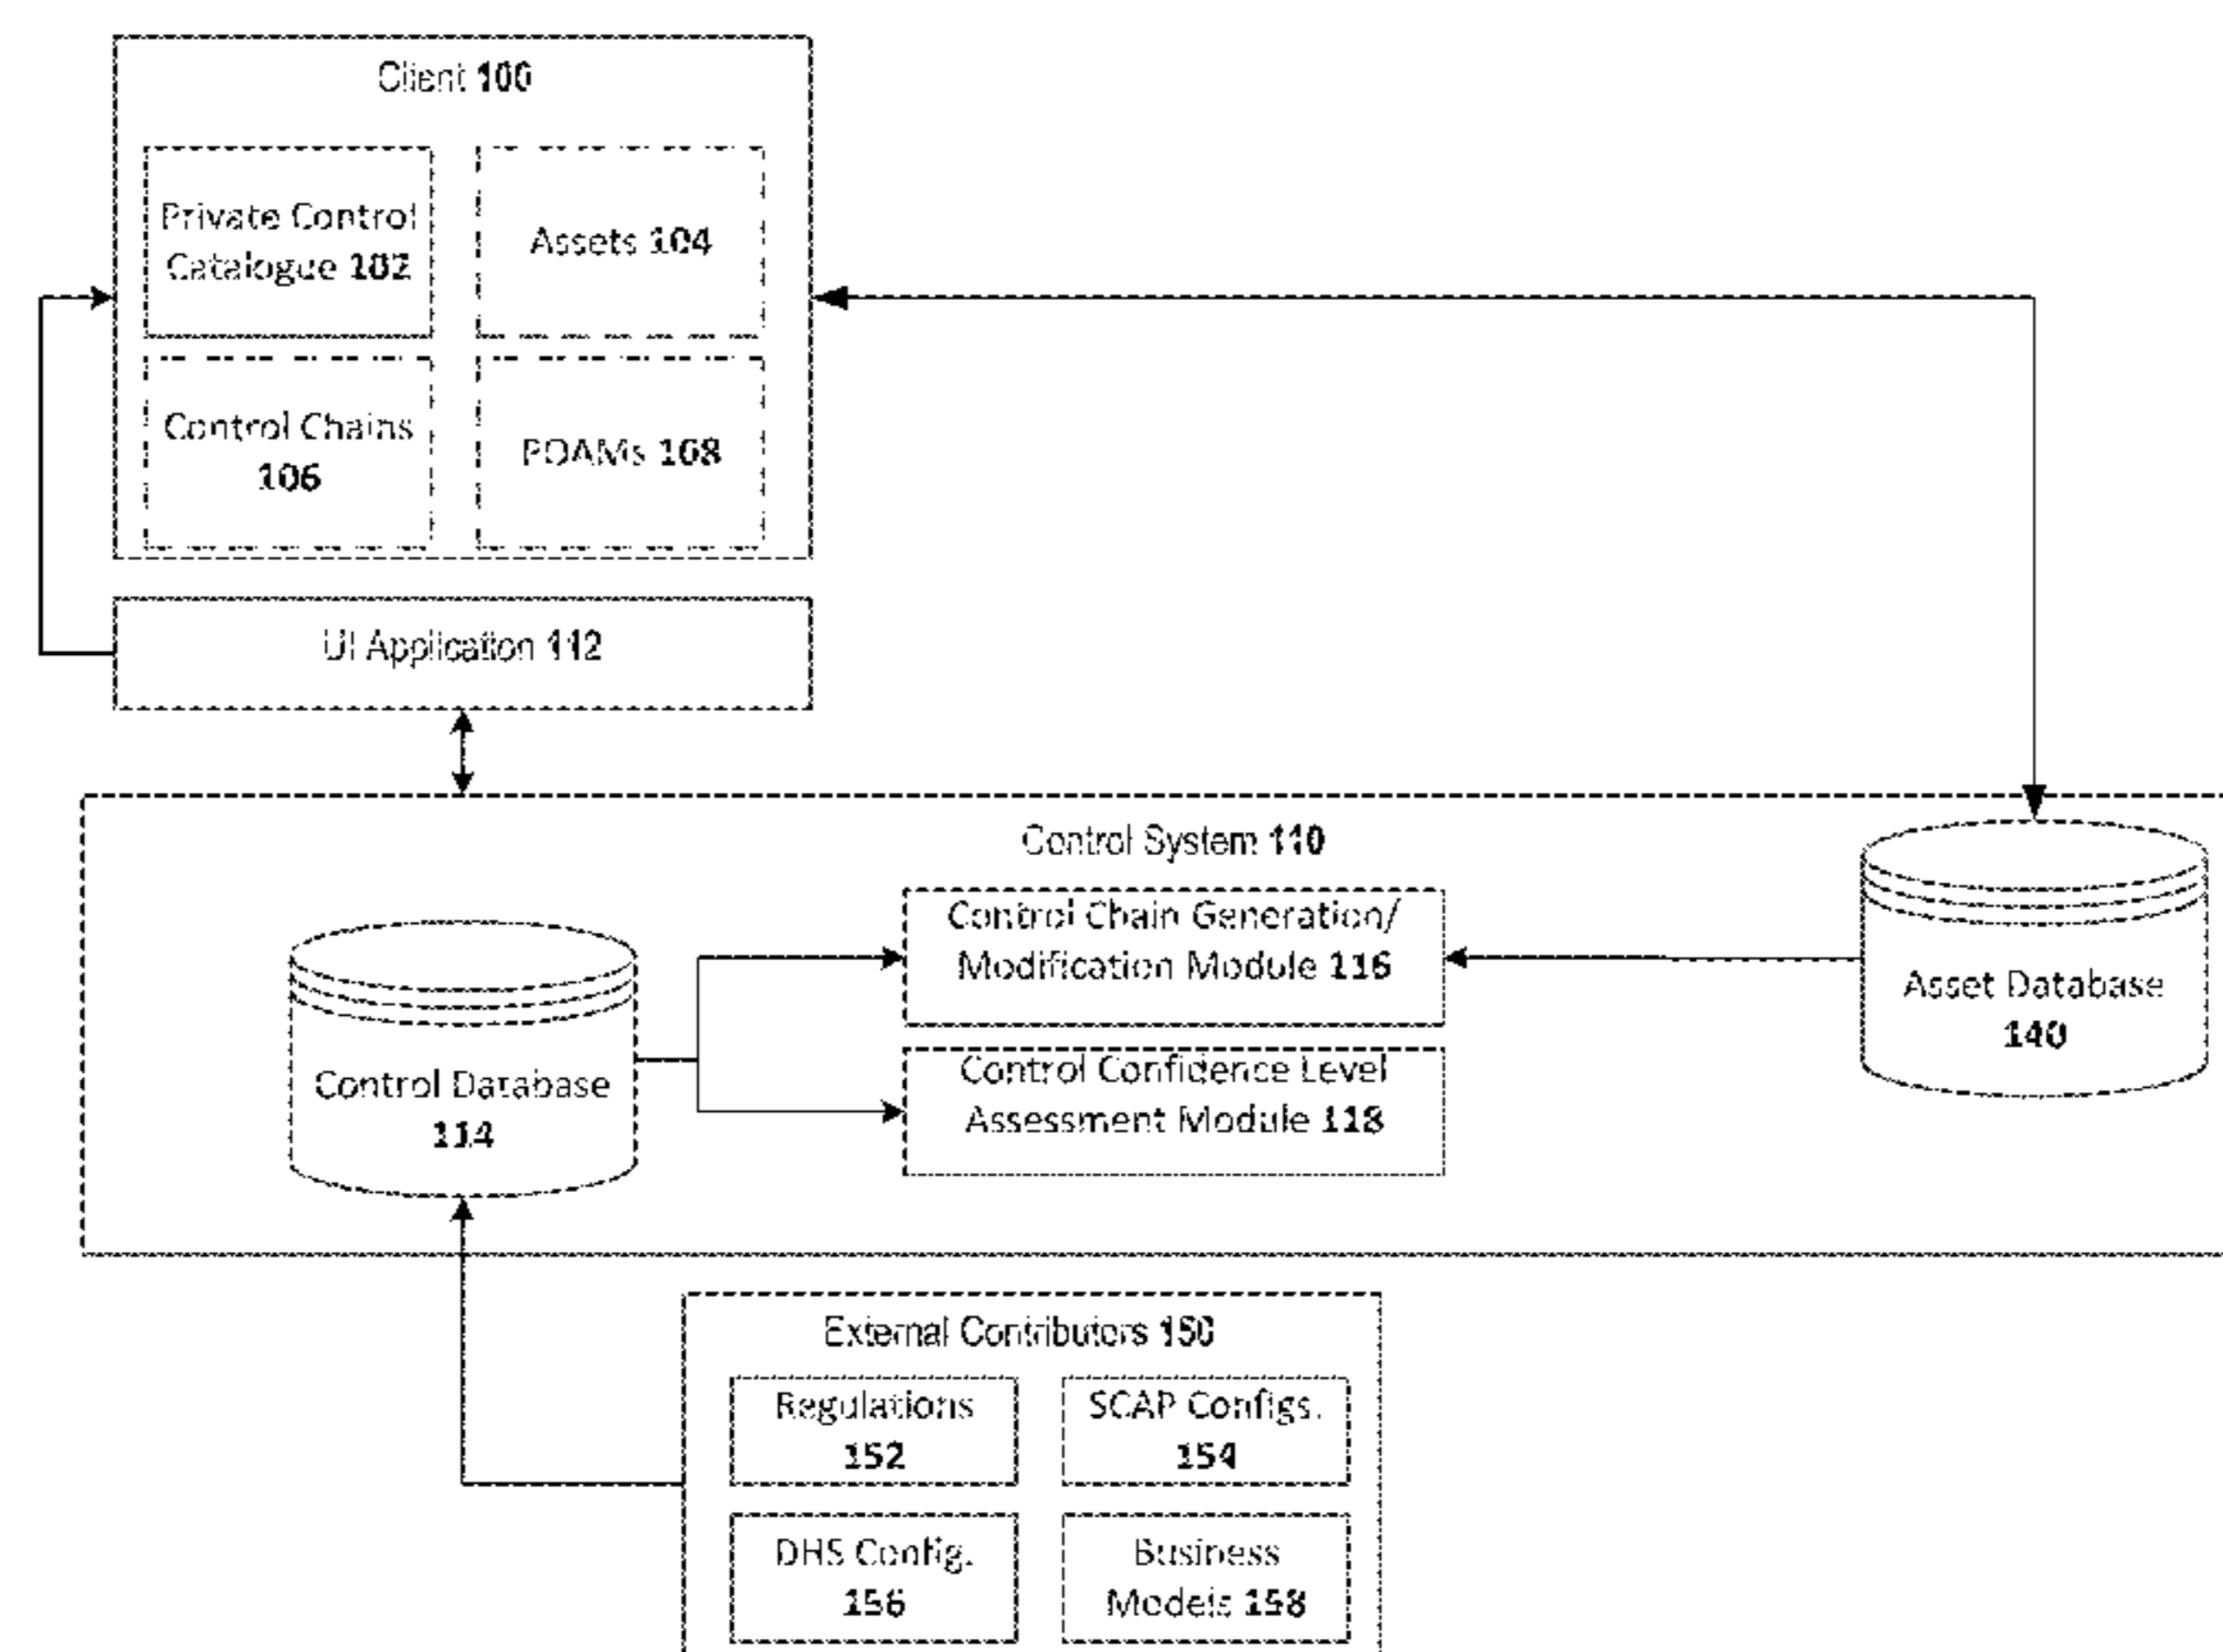 Client 100
Private Control
Catalogue 102
Assets 104
Control Chains
106
POAMs 108
UI Application 112
Control System 110
Control Chain Generation/
Modification Module 116
Asset Database
140
Control Database
114
Control Confidence Level
Assessment Module 118
External Contributors 150
Regulations
152
SCAP Configs.
154
DHS Config.
156
Business
Models 158